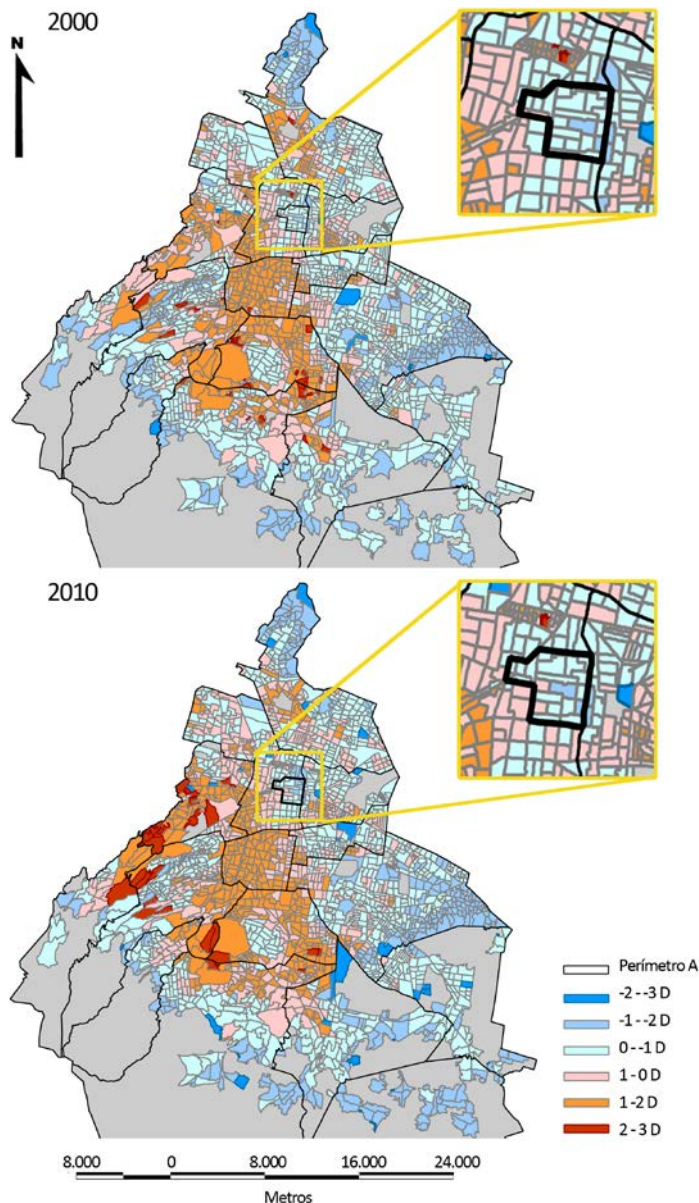 2000
N
2010
Perímetro A
-2 --3 D
-1 --2 D
0 --1 D
1 - 0 D
1 - 2 D
2 - 3 D
8.000 0 8.000 16.000 24.000
Metros